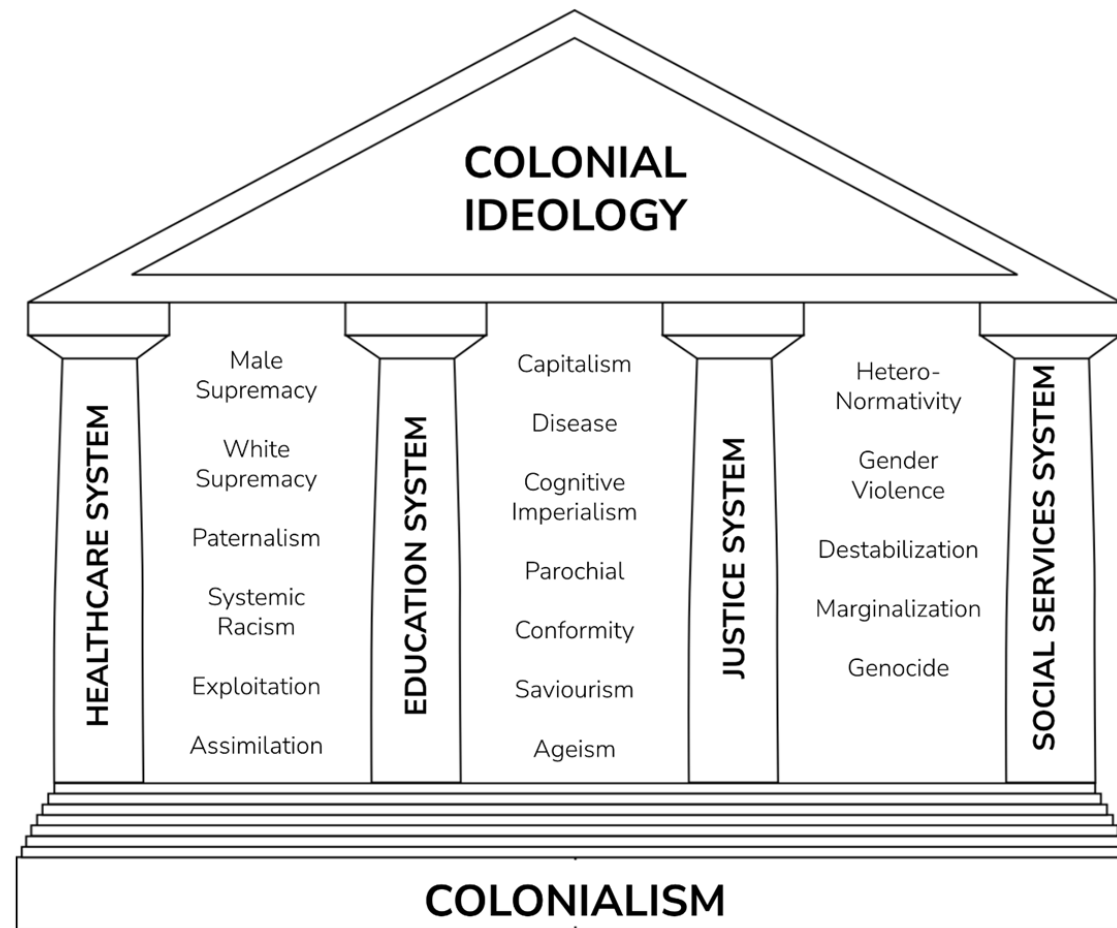 COLONIAL
IDEOLOGY
HEALTHCARE SYSTEM
Male
Supremacy
White
Supremacy
Paternalism
Systemic
Racism
Exploitation
Assimilation
EDUCATION SYSTEM
Capitalism
Disease
Cognitive
Imperialism
Parochial
Conformity
Saviourism
Ageism
JUSTICE SYSTEM
Hetero-
Normativity
Gender
Violence
Destabilization
Marginalization
Genocide
SOCIAL SERVICES SYSTEM
COLONIALISM